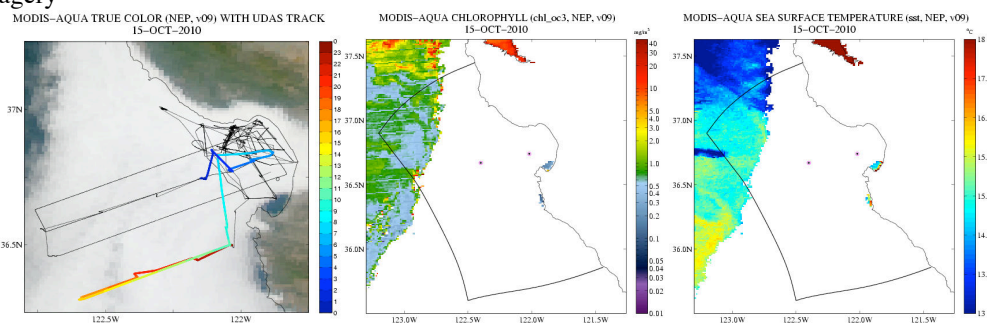 agery
MODIS-AQUA TRUE COLOR (NEP, v09) WITH UDAS TRACK
15-OCT-2010
37N
36.5N
122.5W
122W
23
22
21
20
19
18
17
16
15
14
13
12
11
10
9
8
7
6
5
4
3
2
1
0
MODIS-AQUA CHLOROPHYLL (chl_oc3, NEP, v09)
15-OCT-2010
37.5N
37.0N
36.5N
36.0N
123.0W
122.5W
122.0W
121.5W
mg/m³
40
30
20
10
5.0
4.0
3.0
2.0
1.0
0.5
0.4
0.3
0.2
0.1
0.05
0.04
0.03
0.02
0.01
MODIS-AQUA SEA SURFACE TEMPERATURE (sst, NEP, v09)
15-OCT-2010
37.5N
37.0N
36.5N
36.0N
123.0W
122.5W
122.0W
121.5W
°C
18
17.
16.
15.
14.
13